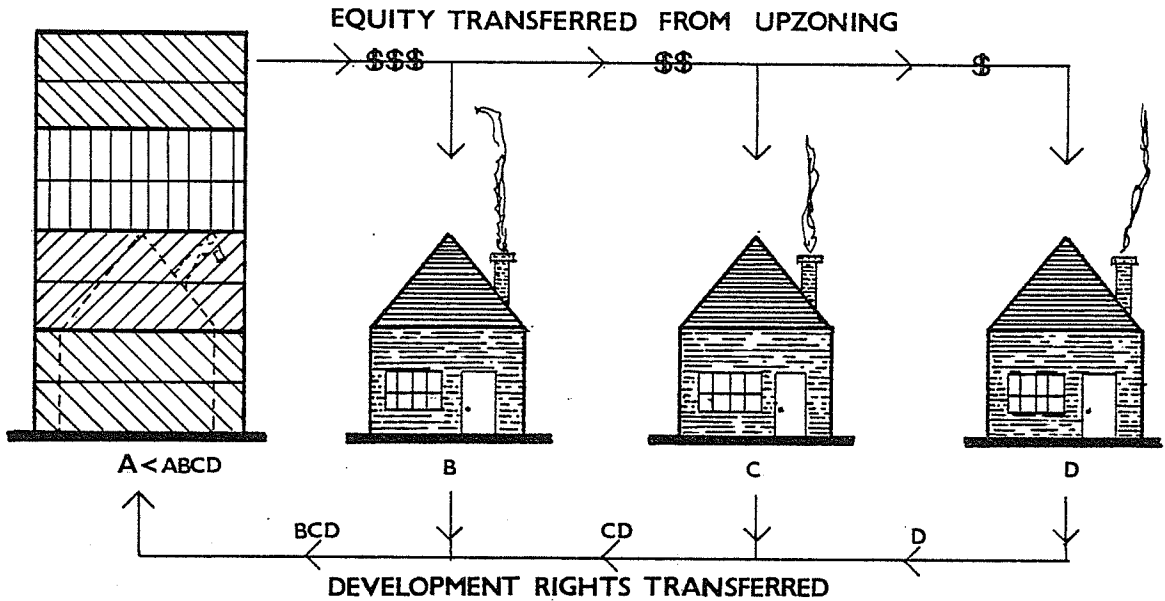 EQUITY TRANSFERRED FROM UPZONING
$$$ $$ $
A < ABCD B C D
BCD CD D
DEVELOPMENT RIGHTS TRANSFERRED